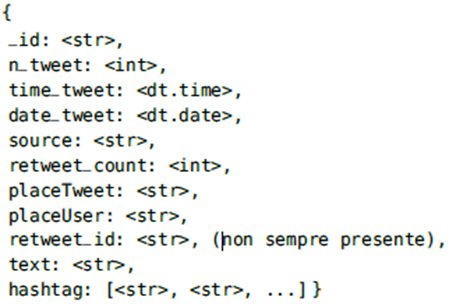 {
_id: <str>,
n_tweet: <int>,
time_tweet: <dt.time>,
date_tweet: <dt.date>,
source: <str>,
retweet_count: <int>,
placeTweet: <str>,
placeUser: <str>,
retweet_id: <str>, (non sempre presente),
text: <str>,
hashtag: [<str>, <str>, ...]}